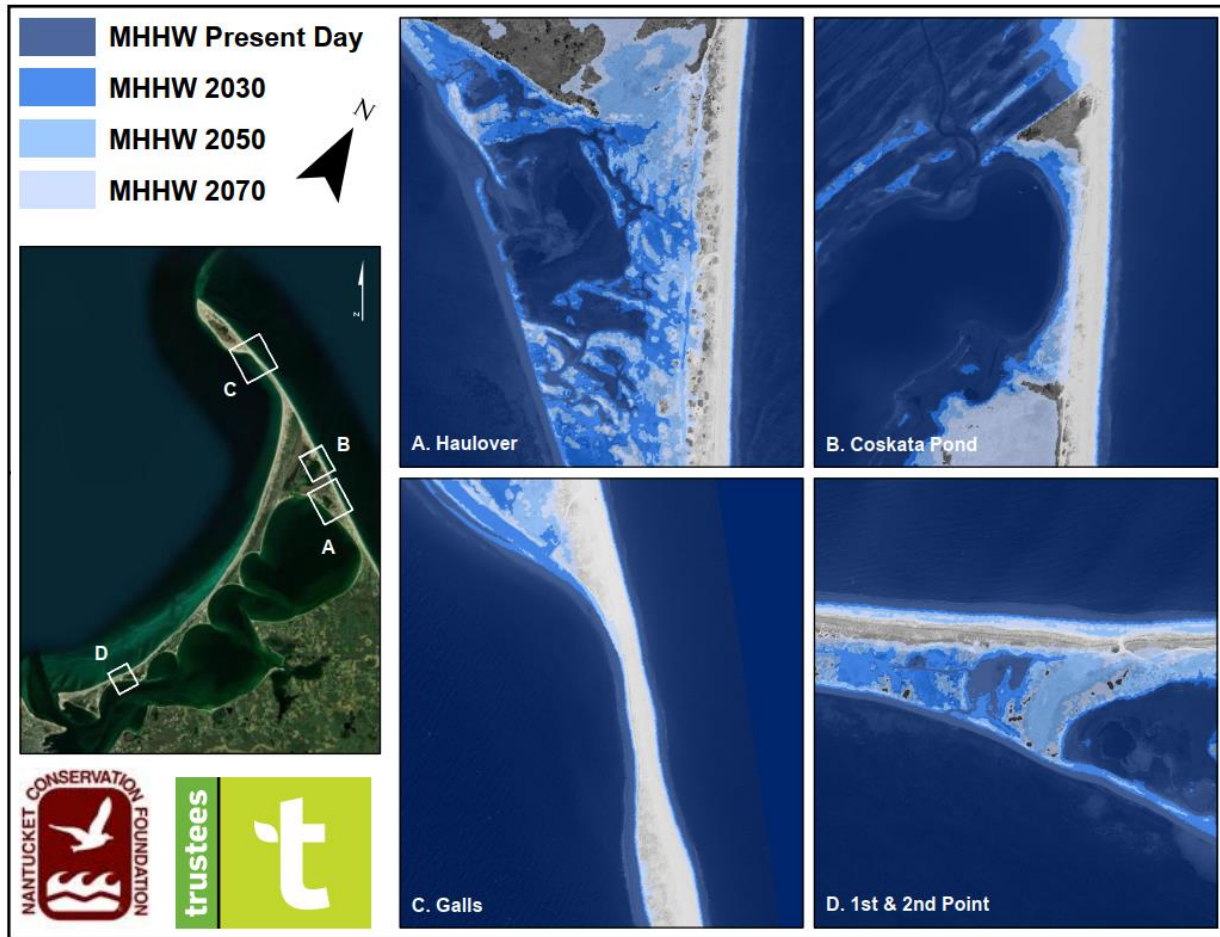 MHHW Present Day
MHHW 2030
MHHW 2050
MHHW 2070
N
N
C
B
A
D
NANTUCKET CONSERVATION FOUNDATION
trustees
t
A. Haulover
B. Coskata Pond
C. Galls
D. 1st & 2nd Point